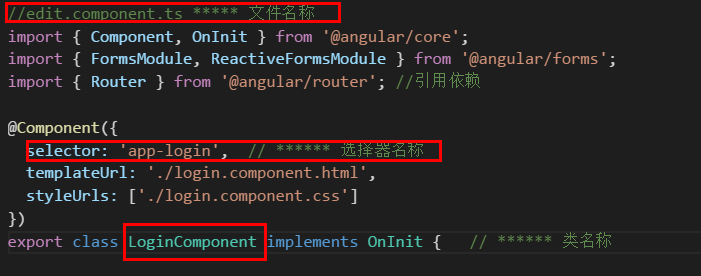 //edit.component.ts ***** 文件名称
import { Component, OnInit } from '@angular/core';
import { FormsModule, ReactiveFormsModule } from '@angular/forms';
import { Router } from '@angular/router'; //引用依赖
@Component({
selector: 'app-login', // ****** 选择器名称
templateUrl: './login.component.html',
styleUrls: ['./login.component.css']
})
export class LoginComponent implements OnInit { // ****** 类名称